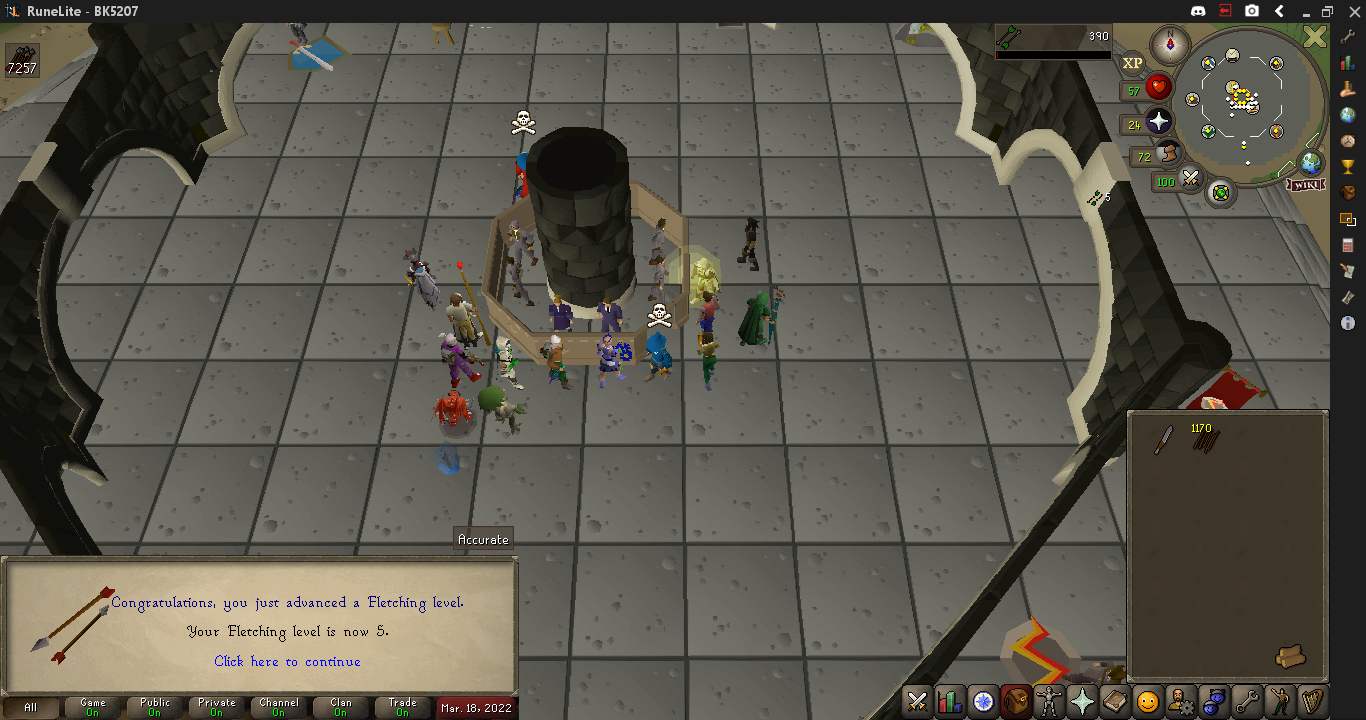 RuneLite - BK5207
7257
390
XP
57
24
72
100
N
WIKI
5
1170
Accurate
Congratulations, you just advanced a Fletching level.
Your Fletching level is now 5.
Click here to continue
All
Game
On
Public
On
Private
On
Channel
On
Clan
On
Trade
On
Mar. 18, 2022